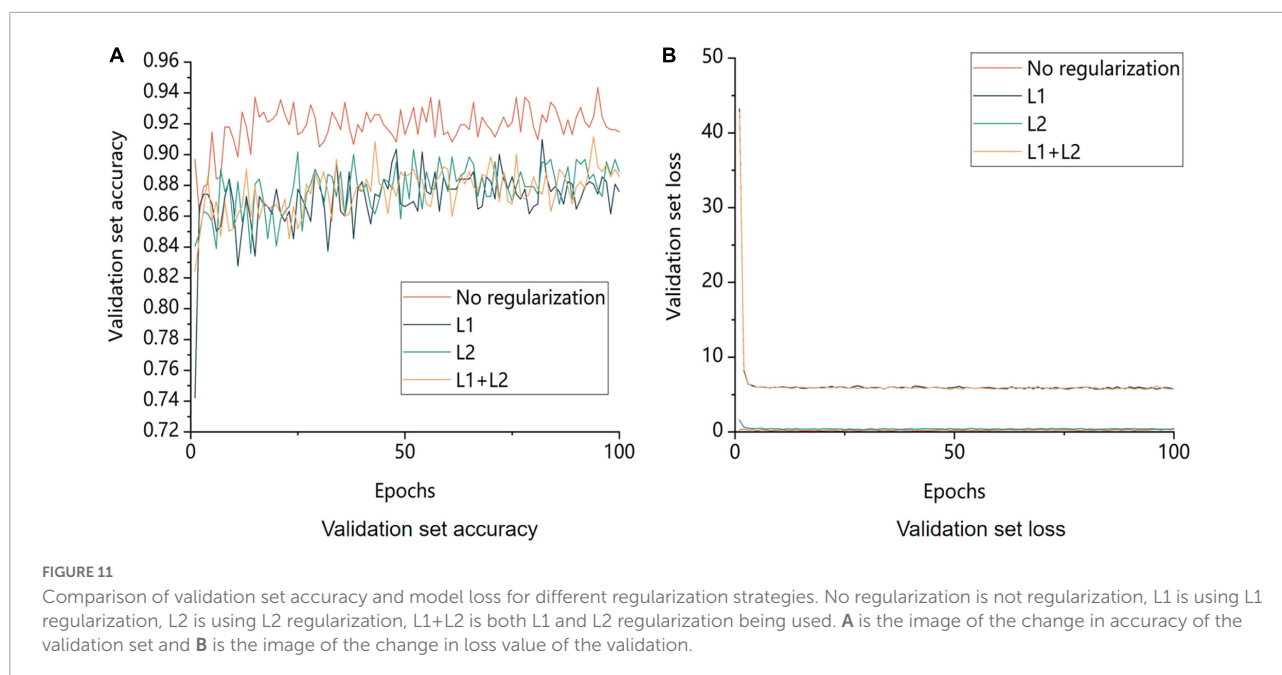 A
0.96
0.94
0.92
0.90
0.88
0.86
0.84
0.82
0.80
0.78
0.76
0.74
0.72
Validation set accuracy
No regularization
L1
L2
L1+L2
0
50
100
Epochs
Validation set accuracy
B
50
40
30
20
10
0
Validation set loss
No regularization
L1
L2
L1+L2
0
50
100
Epochs
Validation set loss
FIGURE 11
Comparison of validation set accuracy and model loss for different regularization strategies. No regularization is not regularization, L1 is using L1
regularization, L2 is using L2 regularization, L1+L2 is both L1 and L2 regularization being used. A is the image of the change in accuracy of the
validation set and B is the image of the change in loss value of the validation.